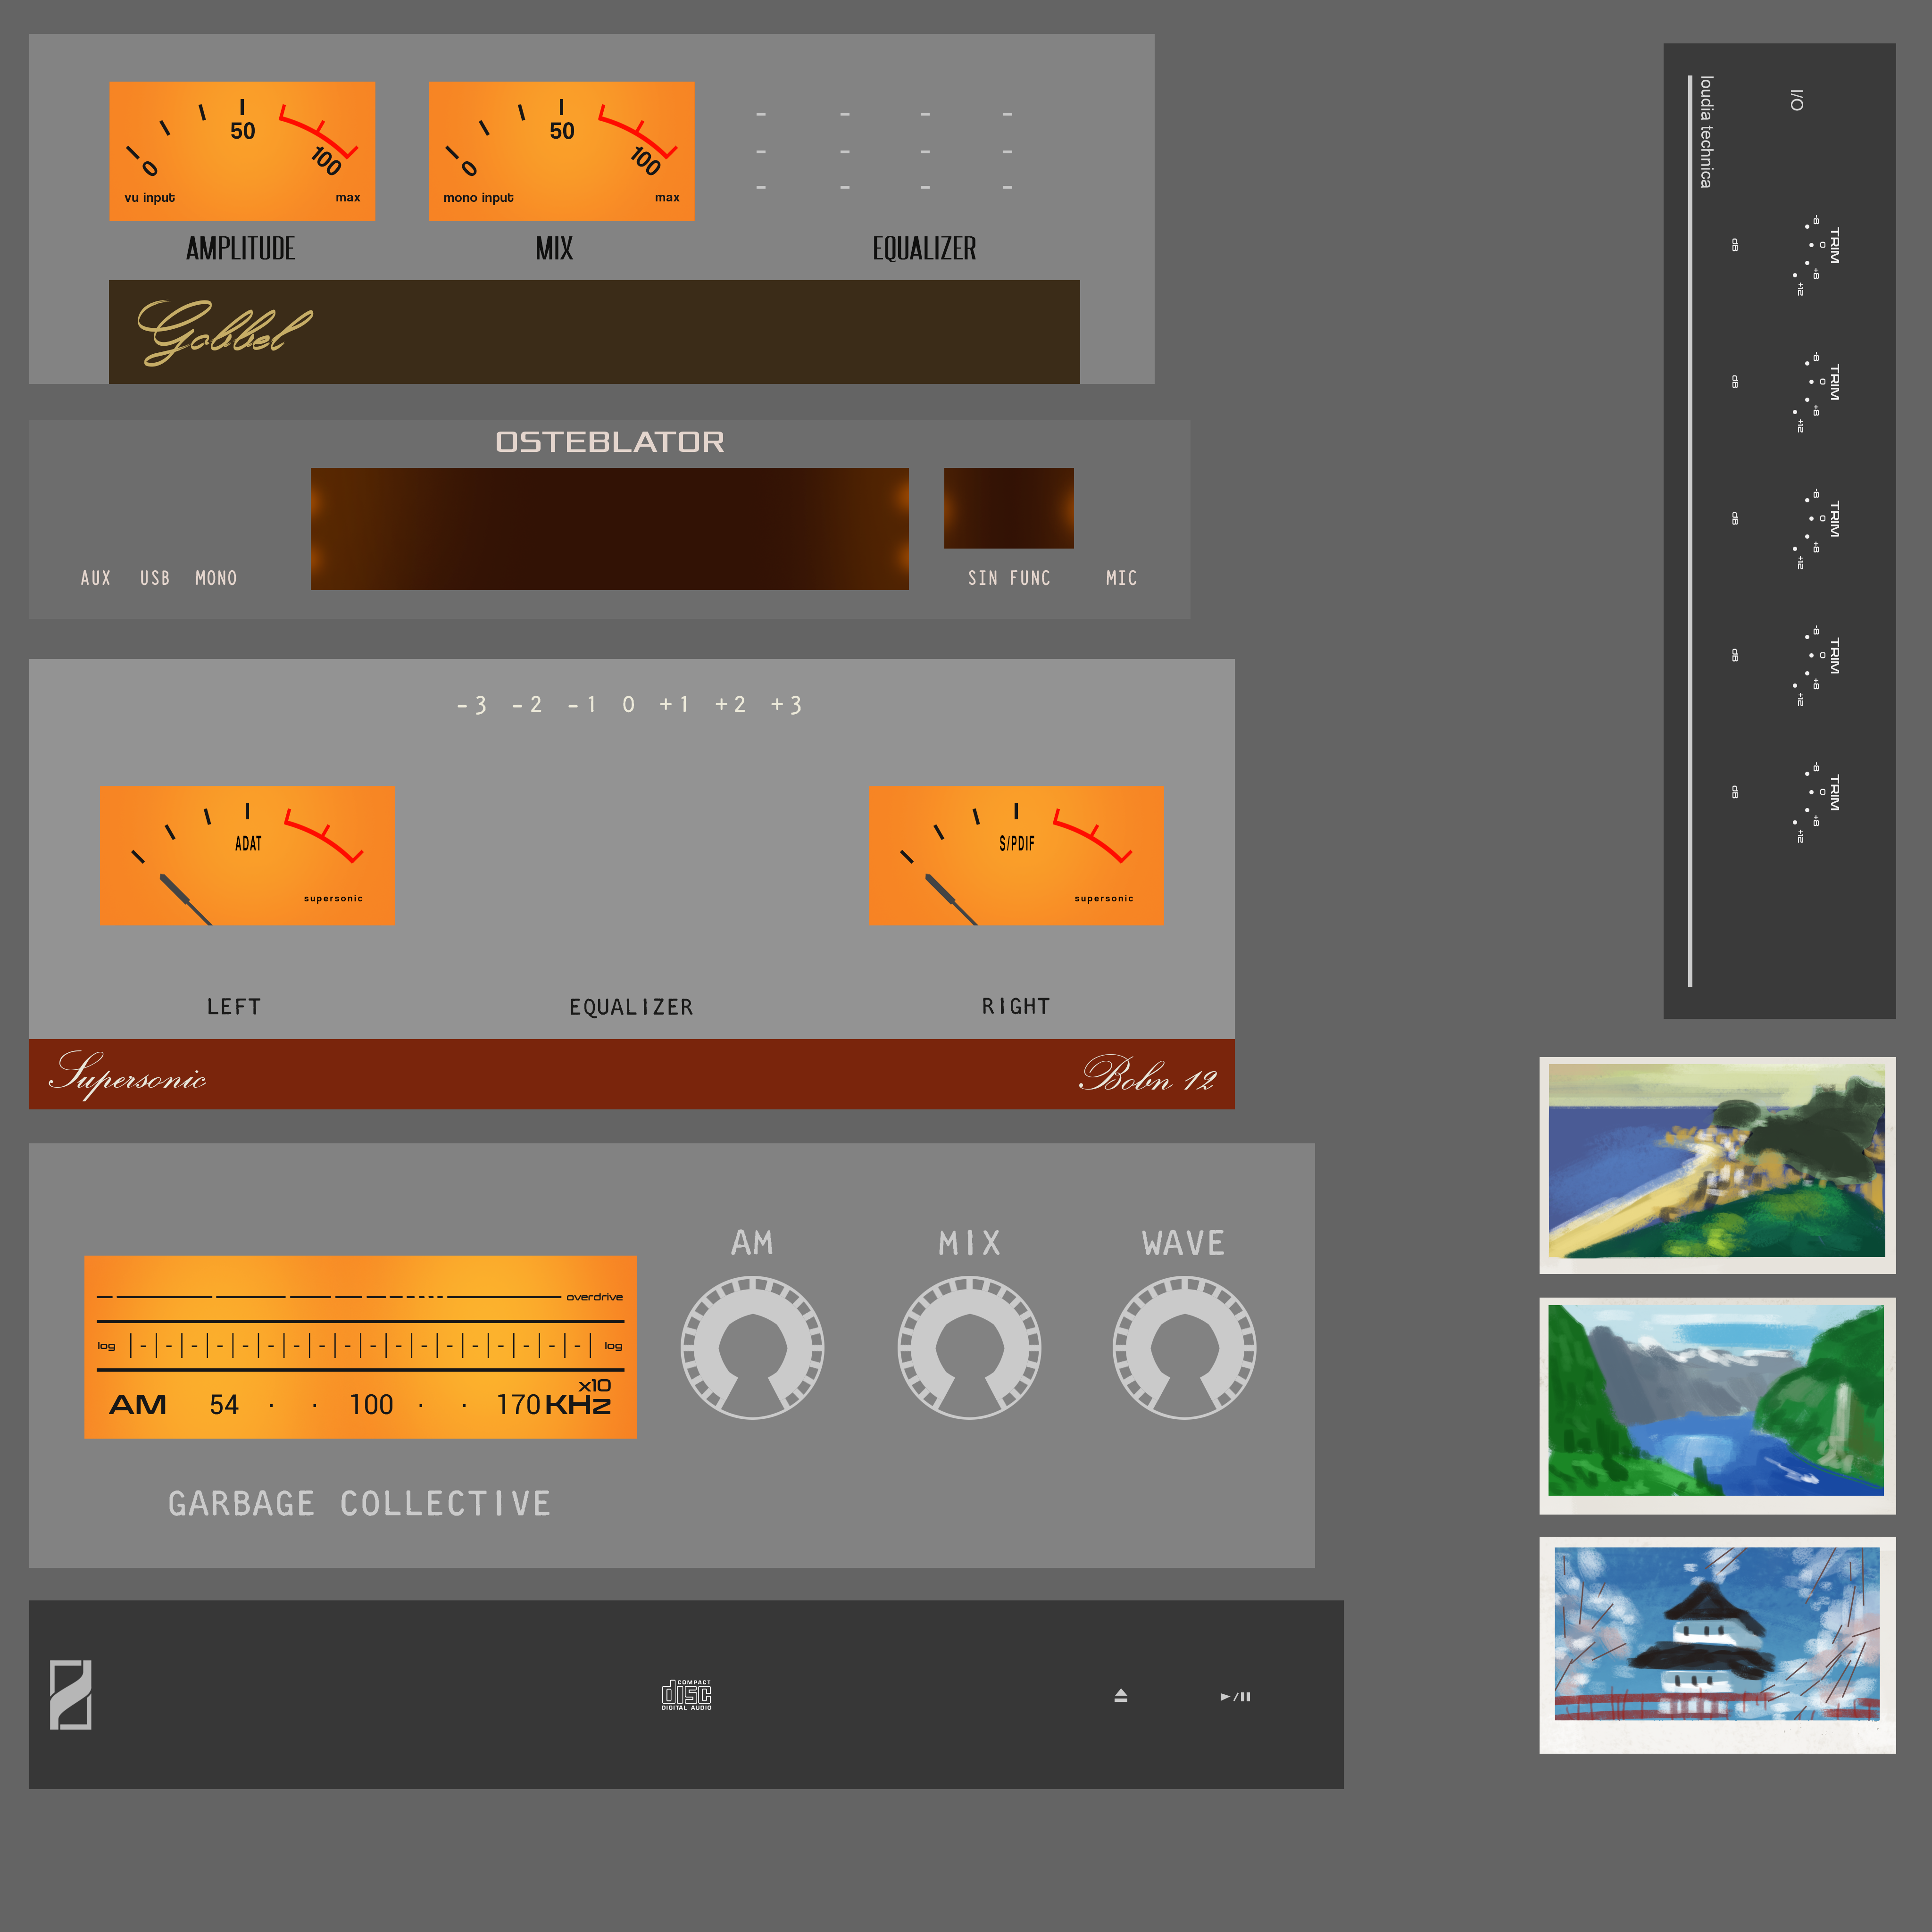 0 50 100
vu input max
AMPLITUDE
0 50 100
mono input max
MIX
- - - -
- - - -
- - - -
EQUALIZER
Gobbel
OSTEBLATOR
AUX USB MONO
SIN FUNC MIC
-3 -2 -1 0 +1 +2 +3
ADAT
supersonic
S/PDIF
supersonic
LEFT EQUALIZER RIGHT
Supersonic Bobn 12
AM MIX WAVE
overdrive
log - - - - - - - - - log
AM 54 · · 100 · · 170 KHz
x10
GARBAGE COLLECTIVE
COMPACT
disc
DIGITAL AUDIO
I/O
loudia technica
TRIM
-8 0 +8 +12
dB
TRIM
-8 0 +8 +12
dB
TRIM
-8 0 +8 +12
dB
TRIM
-8 0 +8 +12
dB
TRIM
-8 0 +8 +12
dB